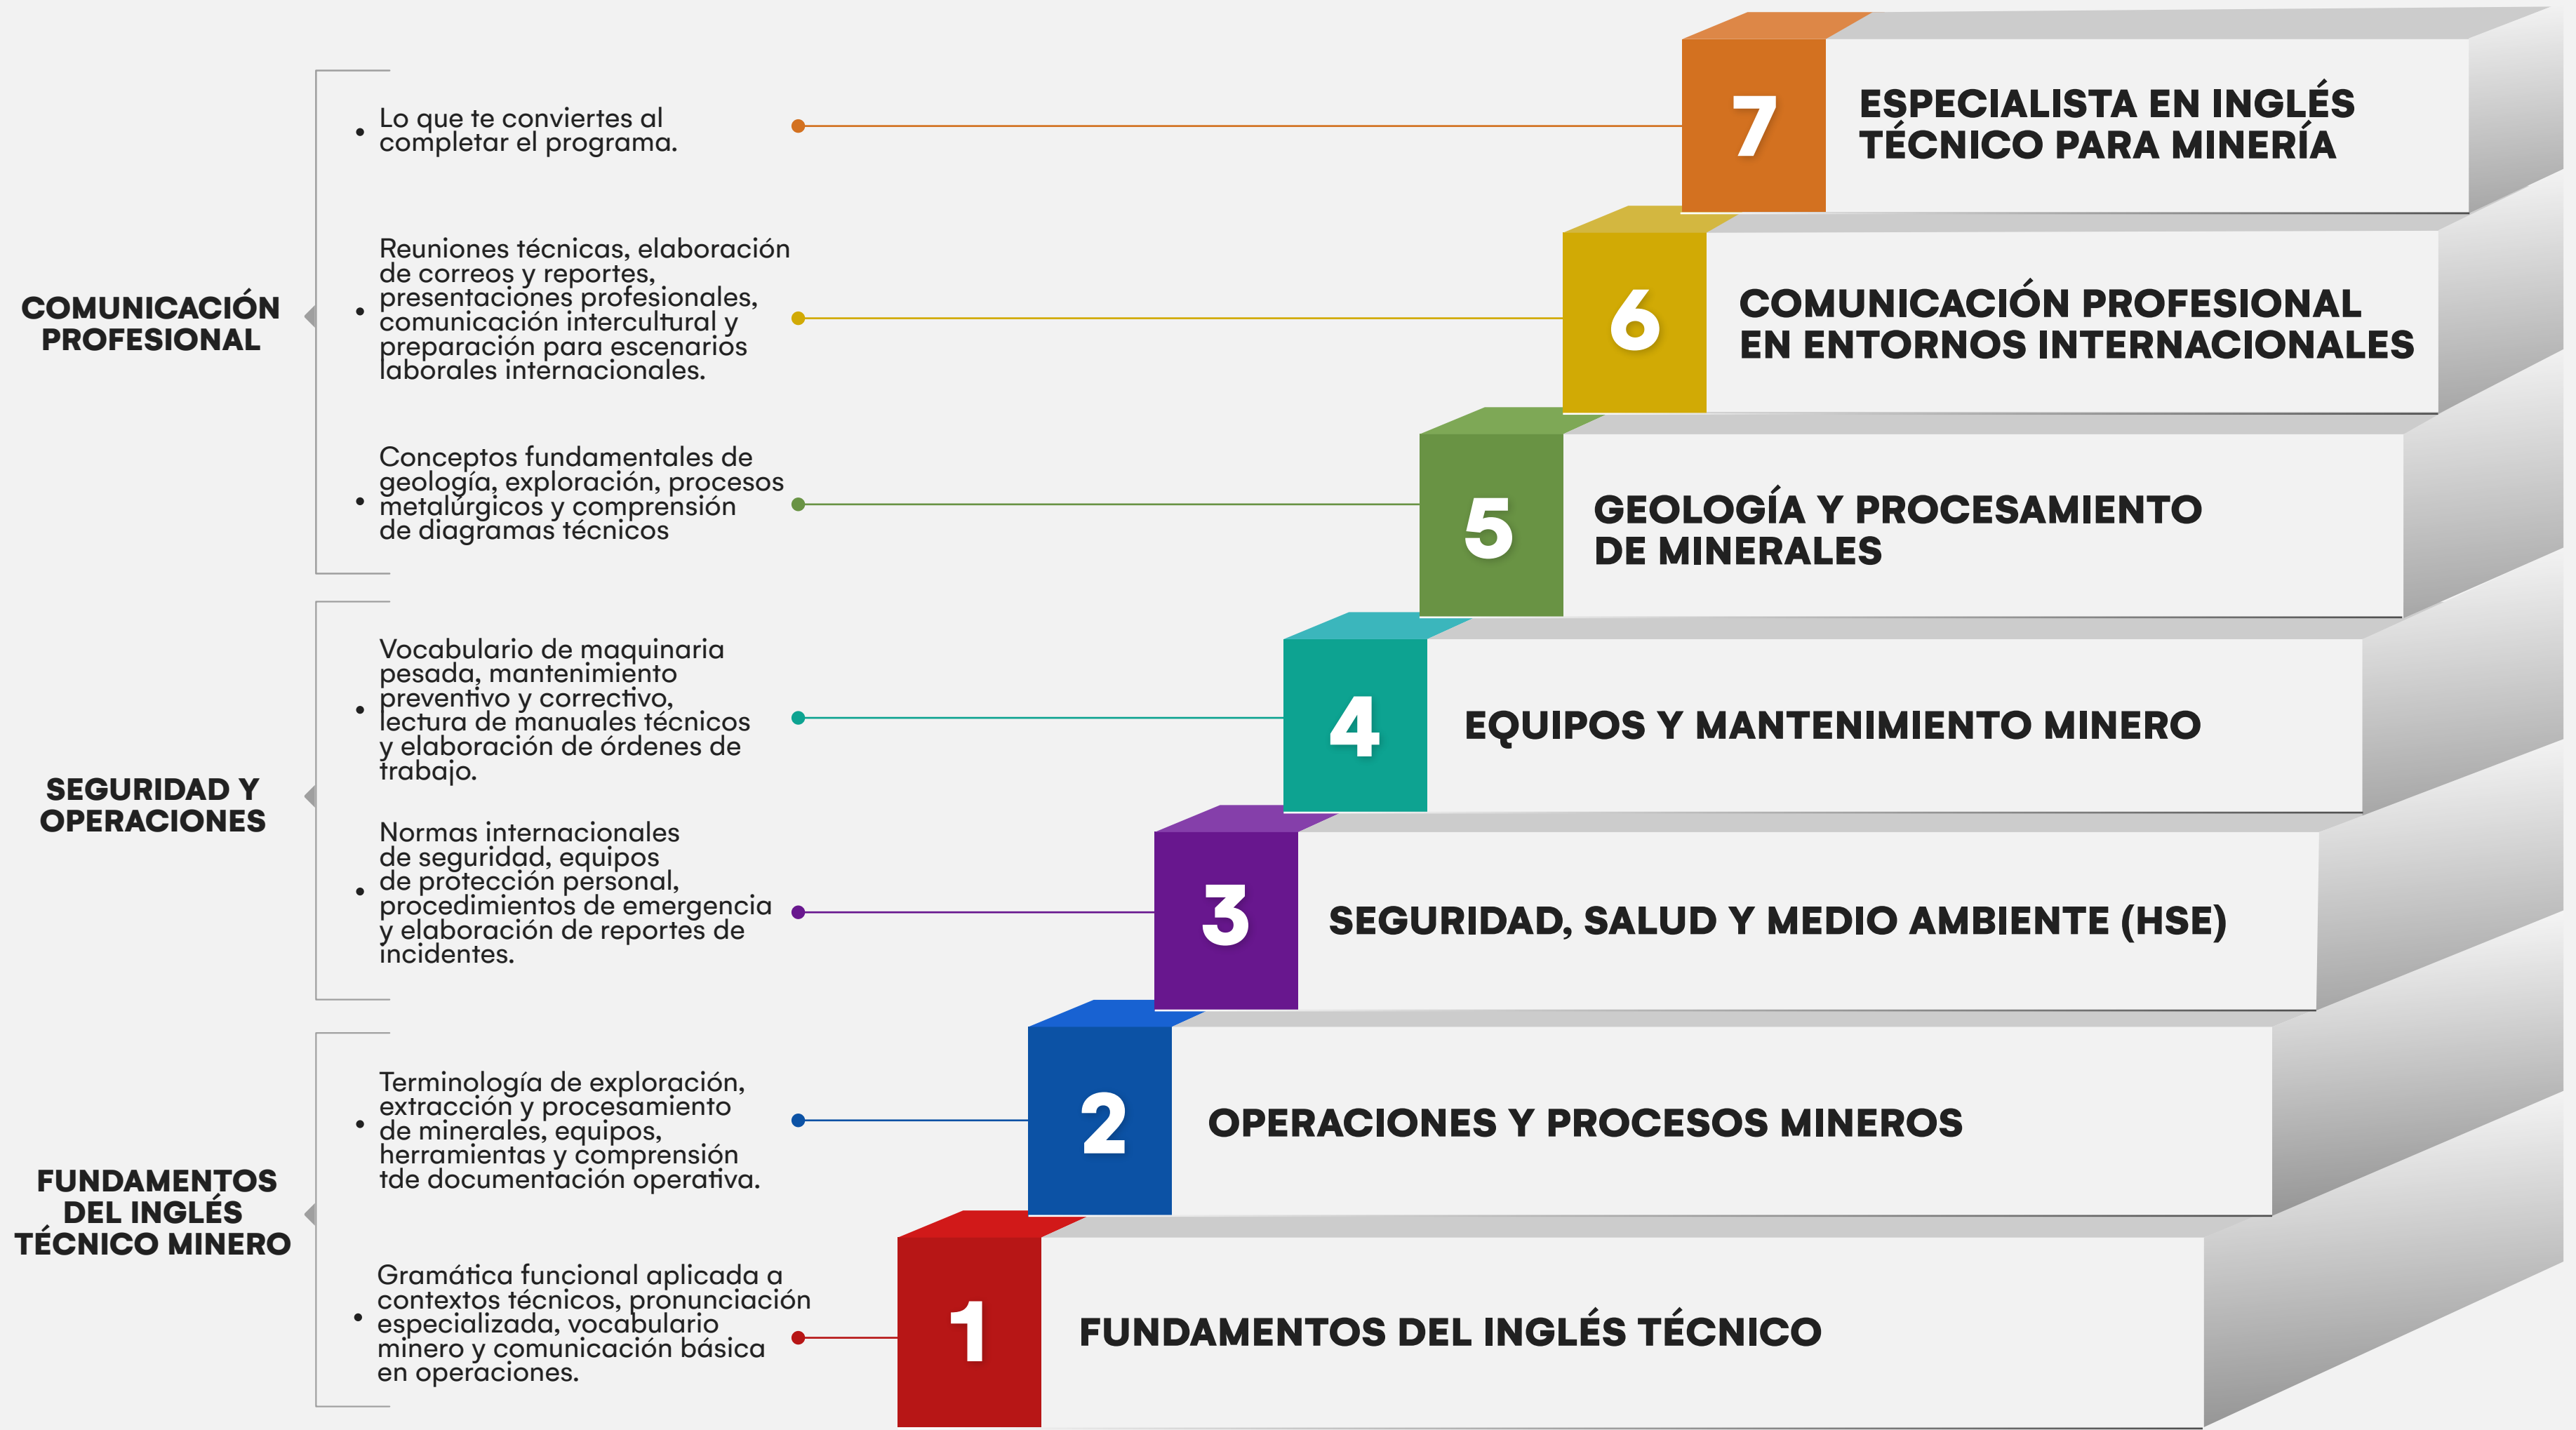 7
ESPECIALISTA EN INGLÉS
TÉCNICO PARA MINERÍA
Lo que te conviertes al
completar el programa.
6
COMUNICACIÓN PROFESIONAL
EN ENTORNOS INTERNACIONALES
Reuniones técnicas, elaboración
de correos y reportes,
presentaciones profesionales,
comunicación intercultural y
preparación para escenarios
laborales internacionales.
COMUNICACIÓN
PROFESIONAL
5
GEOLOGÍA Y PROCESAMIENTO
DE MINERALES
Conceptos fundamentales de
geología, exploración, procesos
metalúrgicos y comprensión
de diagramas técnicos
4
EQUIPOS Y MANTENIMIENTO MINERO
Vocabulario de maquinaria
pesada, mantenimiento
preventivo y correctivo,
lectura de manuales técnicos
y elaboración de órdenes de
trabajo.
SEGURIDAD Y
OPERACIONES
3
SEGURIDAD, SALUD Y MEDIO AMBIENTE (HSE)
Normas internacionales
de seguridad, equipos
de protección personal,
procedimientos de emergencia
y elaboración de reportes de
incidentes.
2
OPERACIONES Y PROCESOS MINEROS
Terminología de exploración,
extracción y procesamiento
de minerales, equipos,
herramientas y comprensión
tde documentación operativa.
FUNDAMENTOS
DEL INGLÉS
TÉCNICO MINERO
1
FUNDAMENTOS DEL INGLÉS TÉCNICO
Gramática funcional aplicada a
contextos técnicos, pronunciación
especializada, vocabulario
minero y comunicación básica
en operaciones.